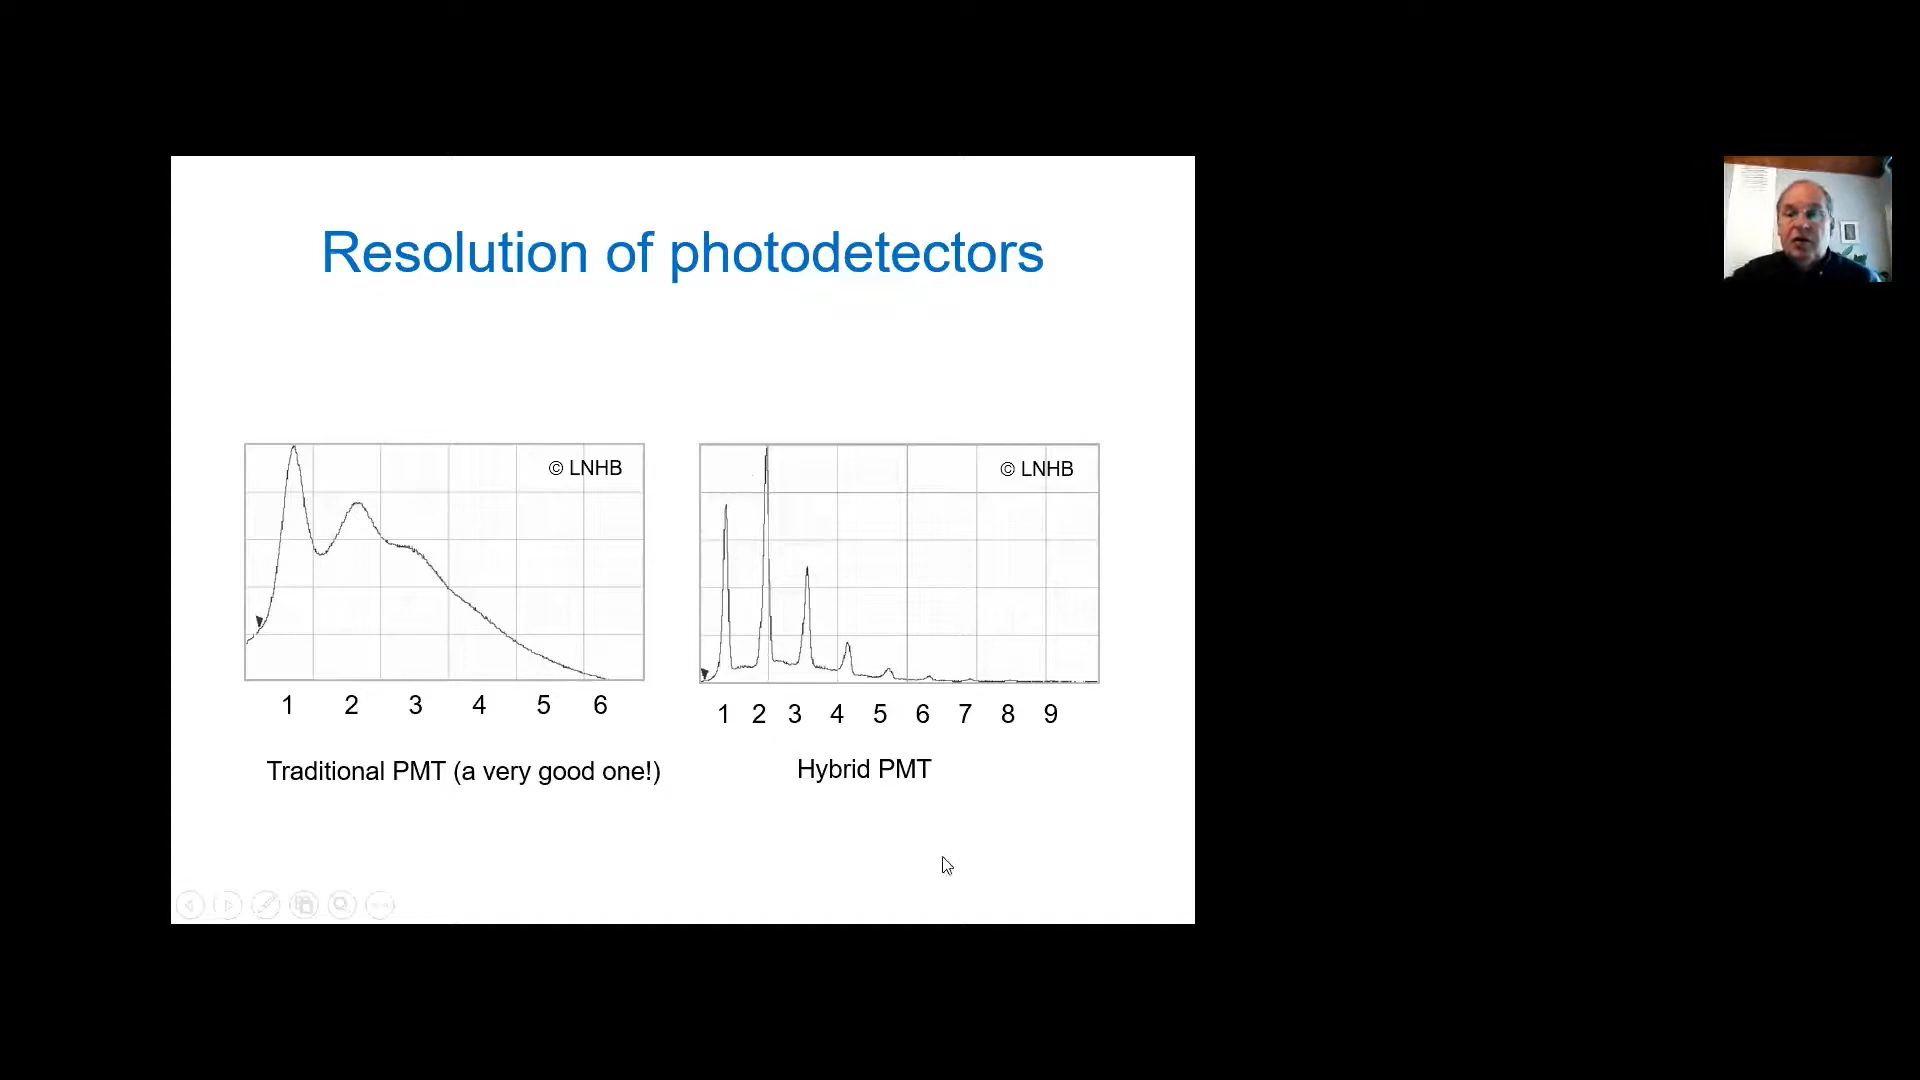 Resolution of photodetectors
© LNHB
© LNHB
1 2 3 4 5 6
1 2 3 4 5 6 7 8 9
Traditional PMT (a very good one!)
Hybrid PMT